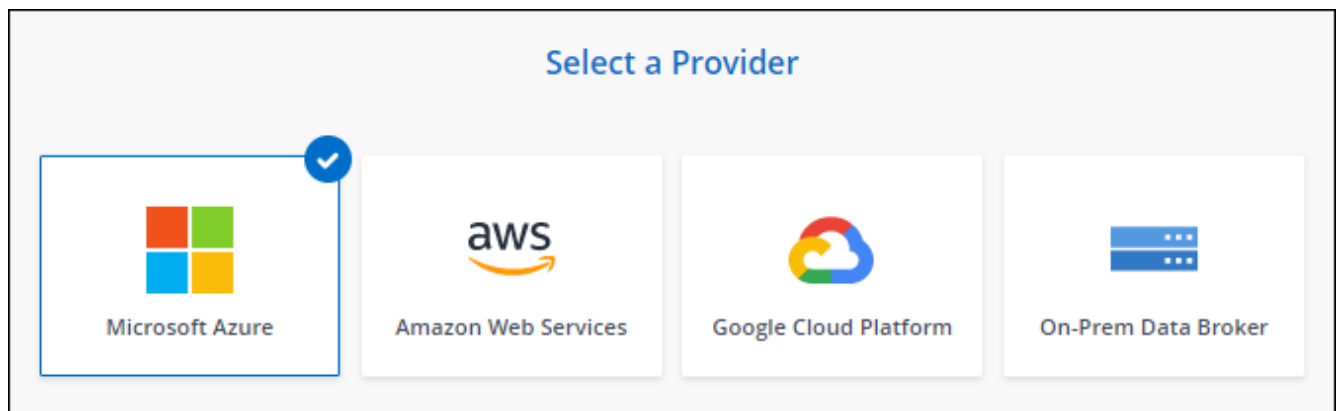 Select a Provider
aws
Microsoft Azure
Amazon Web Services
Google Cloud Platform
On-Prem Data Broker